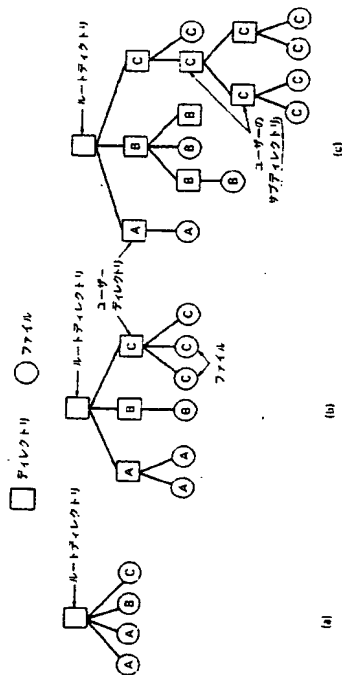 ディレクトリ ファイル
ルートディレクトリ
A A B C
(a)
ルートディレクトリ
ユーザー
ディレクトリ
A B C
A A B C C C
ファイル
(b)
ルートディレクトリ
A B C
A B B B C C
B C C
C C C C
ユーザーの
サブディレクトリ
(c)